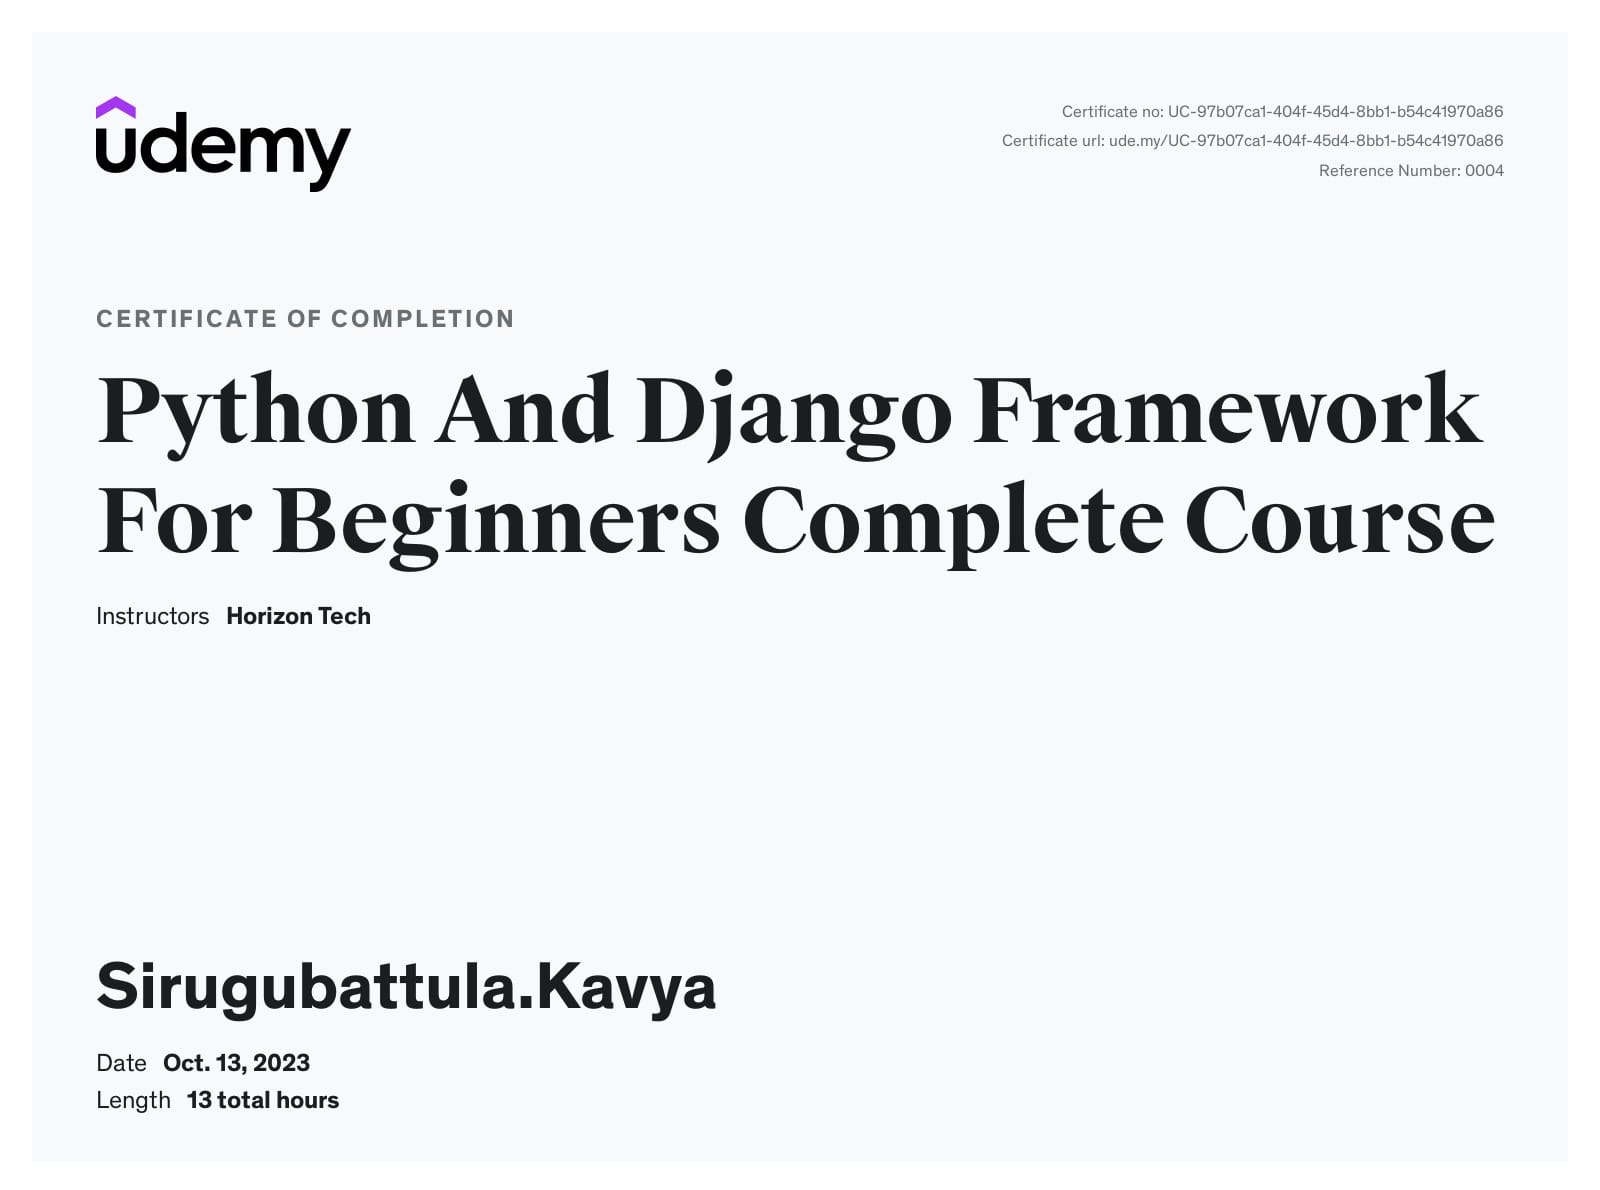 udemy
Certificate no: UC-97b07ca1-404f-45d4-8bb1-b54c41970a86
Certificate url: ude.my/UC-97b07ca1-404f-45d4-8bb1-b54c41970a86
Reference Number: 0004
CERTIFICATE OF COMPLETION
Python And Django Framework
For Beginners Complete Course
Instructors Horizon Tech
Sirugubattula.Kavya
Date Oct. 13, 2023
Length 13 total hours